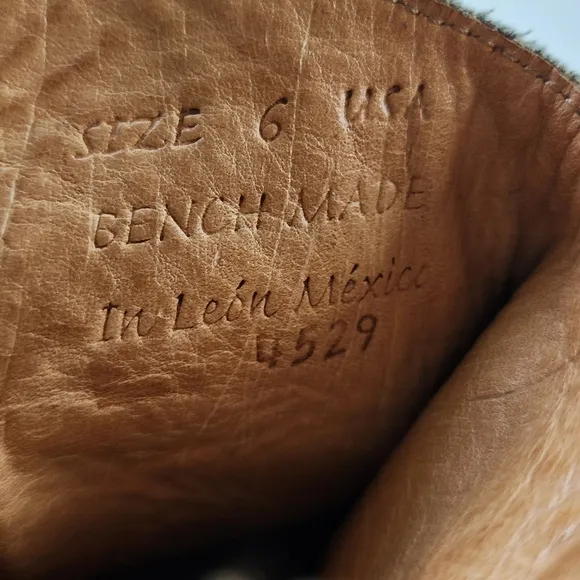 SIZE 6 USA
BENCH MADE
In León México
4529